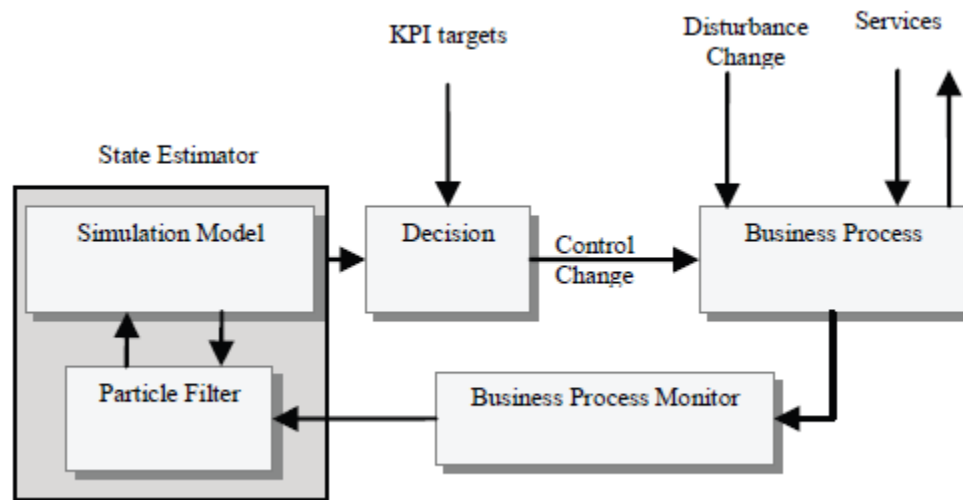 KPI targets
Disturbance
Change
Services
State Estimator
Simulation Model
Decision
Control
Change
Business Process
Particle Filter
Business Process Monitor